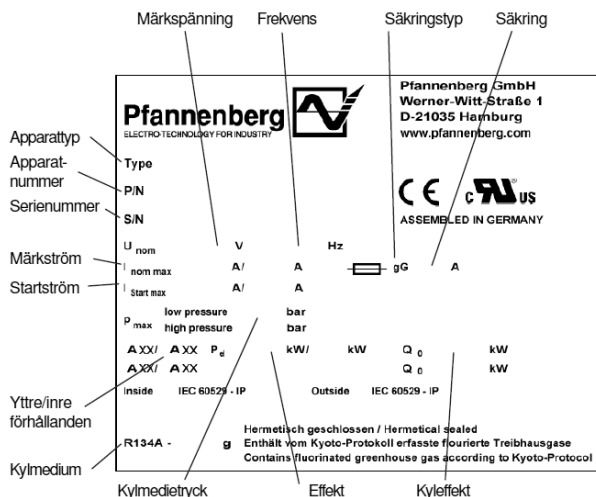 Märkspänning Frekvens Säkringstyp Säkring
Pfannenberg
ELECTRO-TECHNOLOGY FOR INDUSTRY
Pfannenberg GmbH
Werner-Witt-Straße 1
D-21035 Hamburg
www.pfannenberg.com
Apparattyp
Type
Apparat-
nummer
P/N
Serienummer
S/N
CE c RU US
ASSEMBLED IN GERMANY
U nom V Hz
Märkström
I nom max A/ A gG A
Startström
I Start max A/ A
P max low pressure bar
high pressure bar
A XX/ A XX P el kW/ kW Q 0 kW
A XX/ A XX Q 0 kW
Yttre/inre
förhållanden
Inside IEC 60529 - IP Outside IEC 60529 - IP
Kylmedium
R134A - g
Hermetisch geschlossen / Hermetical sealed
Enthält vom Kyoto-Protokoll erfasste flourierte Treibhausgase
Contains fluorinated greenhouse gas according to Kyoto-Protocol
Kylmedietryck Effekt Kyleffekt